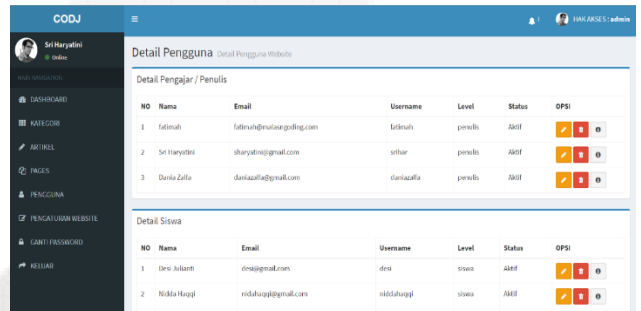 CODJ
HAK AKSES : admin
Sri Haryatini
Online
MAIN NAVIGATION
DASHBOARD
KATEGORI
ARTIKEL
PAGES
PENGGUNA
PENGATURAN WEBSITE
GANTI PASSWORD
KELUAR
Detail Pengguna Detail Pengguna Website
Detail Pengajar / Penulis
NO Nama Email Username Level Status OPSI
1 fatimah fatimah@malasngoding.com fatimah penulis Aktif
2 Sri Haryatini sharyatini@gmail.com srihar penulis Aktif
3 Dania Zalfa daniazalfa@gmail.com daniazalfa penulis Aktif
Detail Siswa
NO Nama Email Username Level Status OPSI
1 Desi Julianti desi@gmail.com desi siswa Aktif
2 Nidda Haqqi nidahaqqi@gmail.com niddahaqqi siswa Aktif